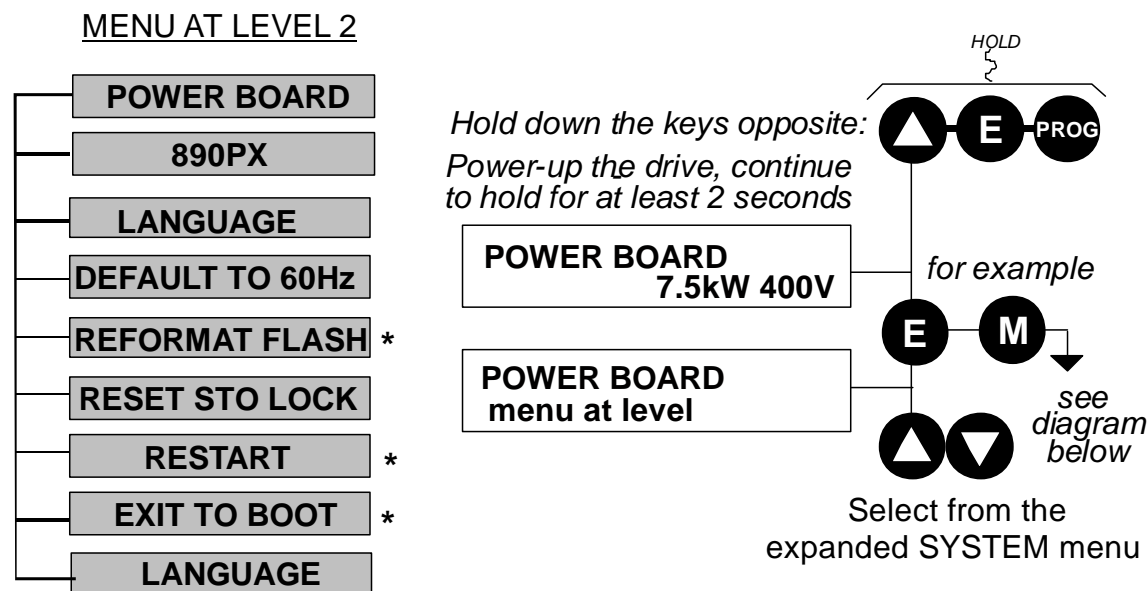 MENU AT LEVEL 2
POWER BOARD
890PX
LANGUAGE
DEFAULT TO 60Hz
REFORMAT FLASH *
RESET STO LOCK
RESTART *
EXIT TO BOOT *
LANGUAGE
HOLD
Hold down the keys opposite:
E
PROG
Power-up the drive, continue
to hold for at least 2 seconds
POWER BOARD
7.5kW 400V
for example
E
M
POWER BOARD
menu at level
see
diagram
below
Select from the
expanded SYSTEM menu